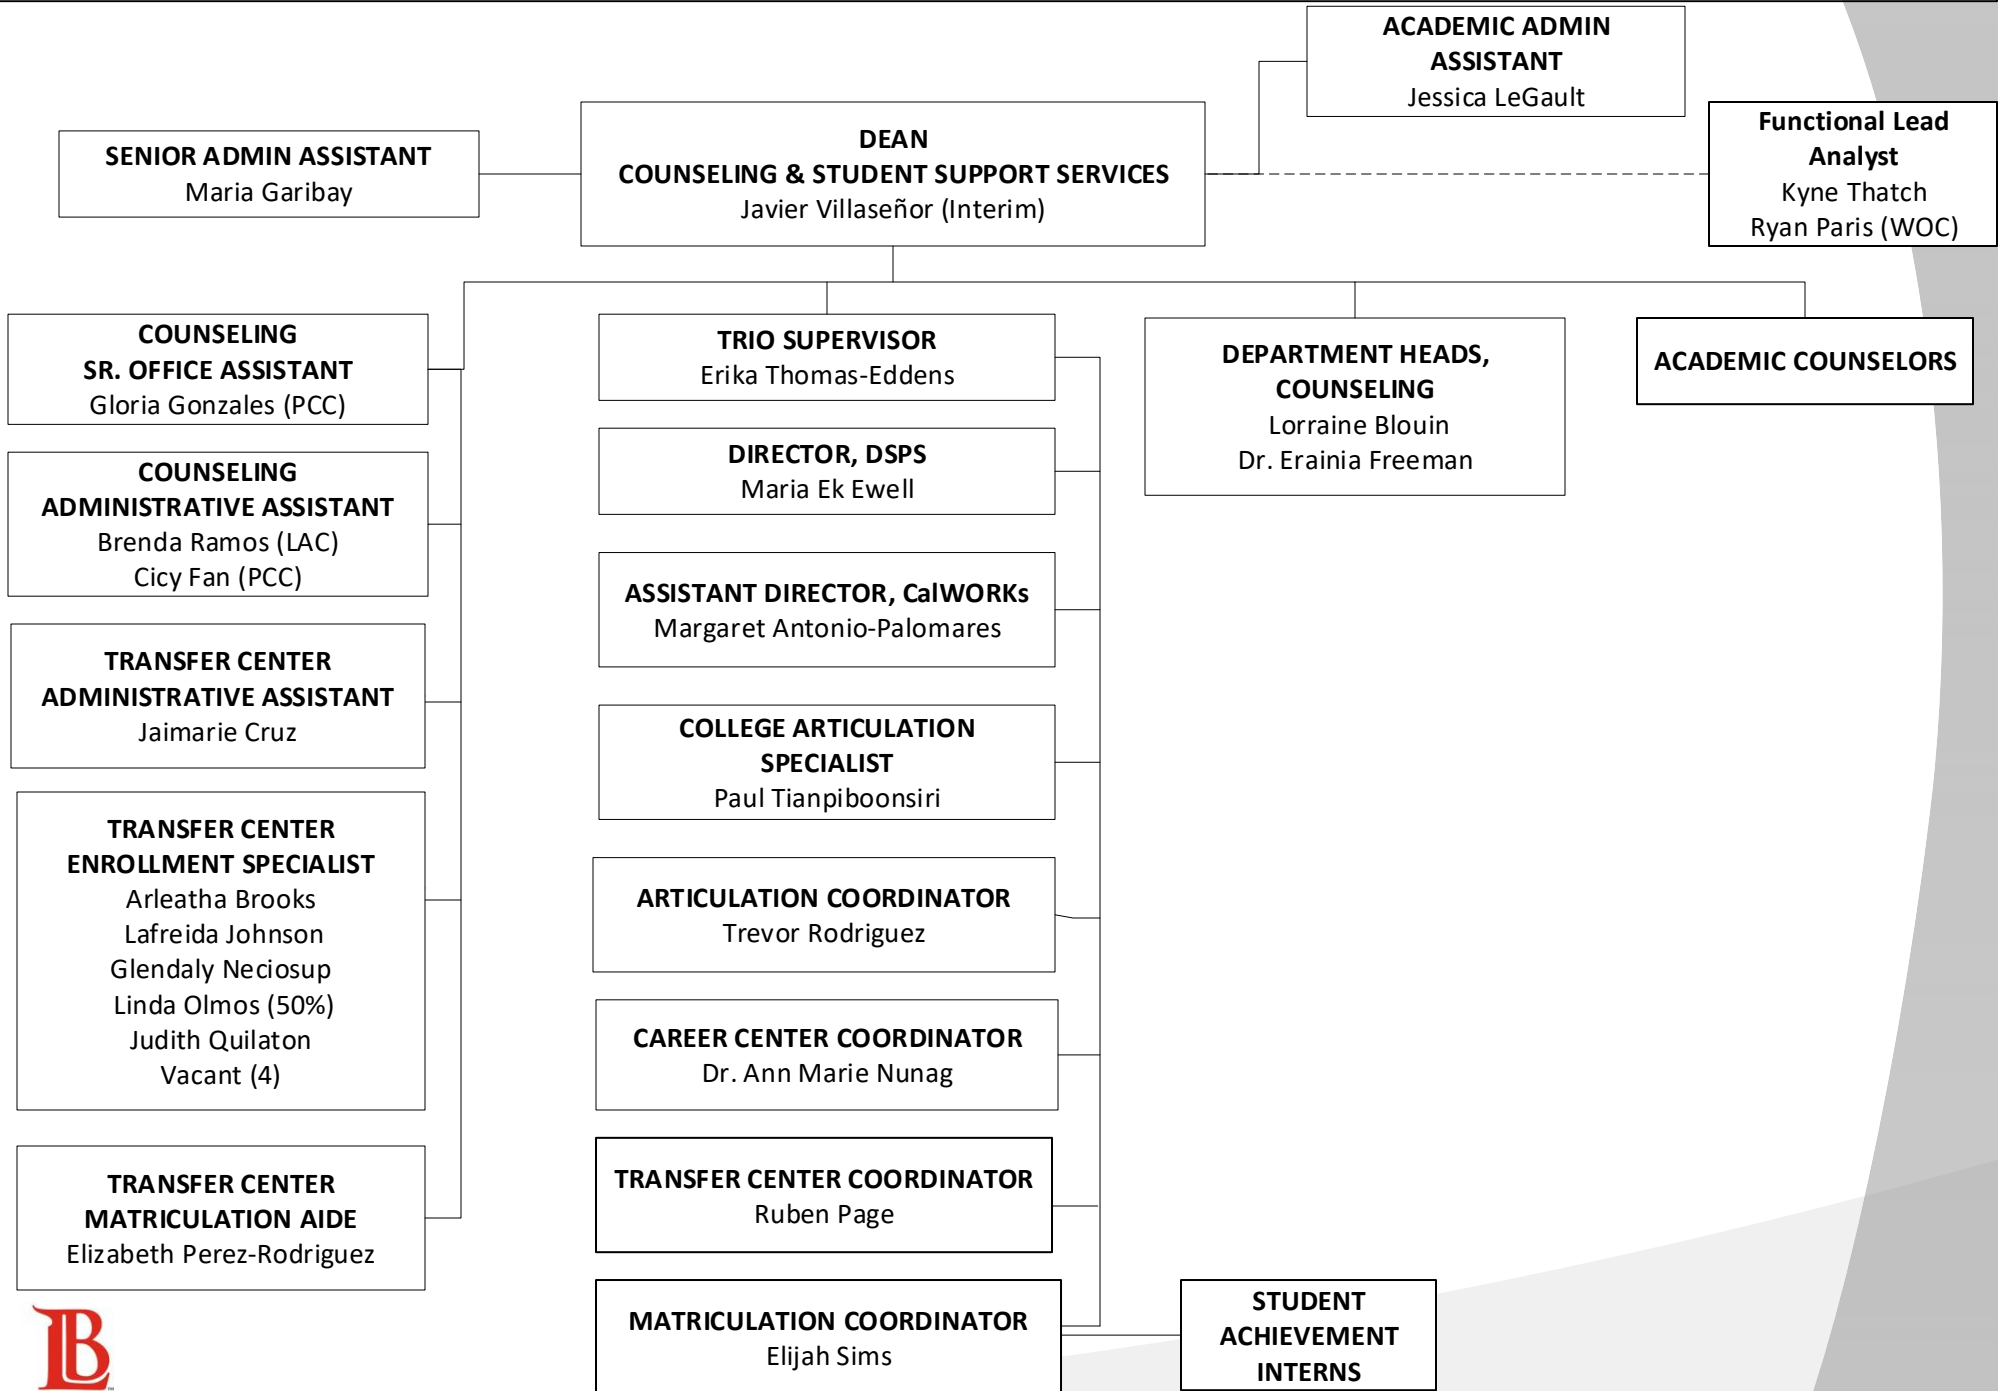 ACADEMIC ADMIN
ASSISTANT
Jessica LeGault
SENIOR ADMIN ASSISTANT
Maria Garibay
DEAN
COUNSELING & STUDENT SUPPORT SERVICES
Javier Villaseñor (Interim)
Functional Lead
Analyst
Kyne Thatch
Ryan Paris (WOC)
COUNSELING
SR. OFFICE ASSISTANT
Gloria Gonzales (PCC)
COUNSELING
ADMINISTRATIVE ASSISTANT
Brenda Ramos (LAC)
Cicy Fan (PCC)
TRANSFER CENTER
ADMINISTRATIVE ASSISTANT
Jaimarie Cruz
TRANSFER CENTER
ENROLLMENT SPECIALIST
Arleatha Brooks
Lafreida Johnson
Glendaly Neciosup
Linda Olmos (50%)
Judith Quilaton
Vacant (4)
TRANSFER CENTER
MATRICULATION AIDE
Elizabeth Perez-Rodriguez
TRIO SUPERVISOR
Erika Thomas-Eddens
DIRECTOR, DSPS
Maria Ek Ewell
ASSISTANT DIRECTOR, CalWORKs
Margaret Antonio-Palomares
COLLEGE ARTICULATION
SPECIALIST
Paul Tianpiboonsiri
ARTICULATION COORDINATOR
Trevor Rodriguez
CAREER CENTER COORDINATOR
Dr. Ann Marie Nunag
TRANSFER CENTER COORDINATOR
Ruben Page
MATRICULATION COORDINATOR
Elijah Sims
STUDENT
ACHIEVEMENT
INTERNS
DEPARTMENT HEADS,
COUNSELING
Lorraine Blouin
Dr. Erainia Freeman
ACADEMIC COUNSELORS
LB